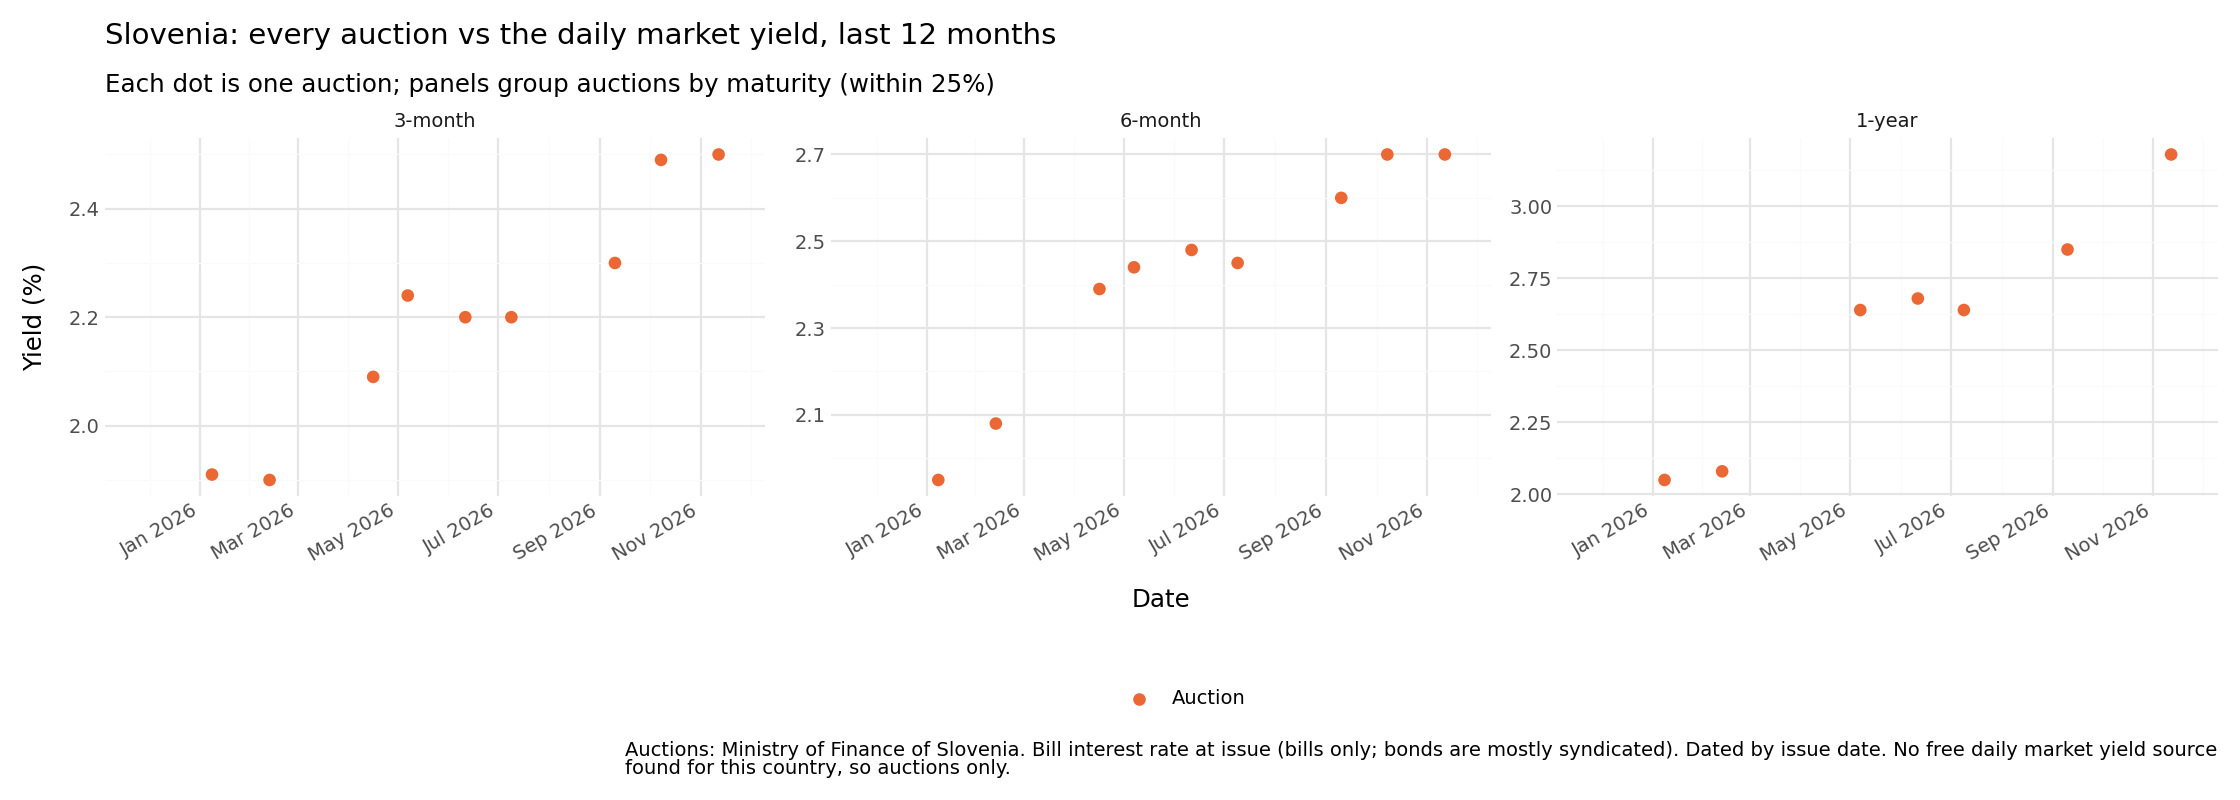 Slovenia: every auction vs the daily market yield, last 12 months
Each dot is one auction; panels group auctions by maturity (within 25%)
3-month
6-month
1-year
Yield (%)
2.4
2.2
2.0
2.7
2.5
2.3
2.1
3.00
2.75
2.50
2.25
2.00
Jan 2026
Mar 2026
May 2026
Jul 2026
Sep 2026
Nov 2026
Jan 2026
Mar 2026
May 2026
Jul 2026
Sep 2026
Nov 2026
Jan 2026
Mar 2026
May 2026
Jul 2026
Sep 2026
Nov 2026
Date
Auction
Auctions: Ministry of Finance of Slovenia. Bill interest rate at issue (bills only; bonds are mostly syndicated). Dated by issue date. No free daily market yield source
found for this country, so auctions only.